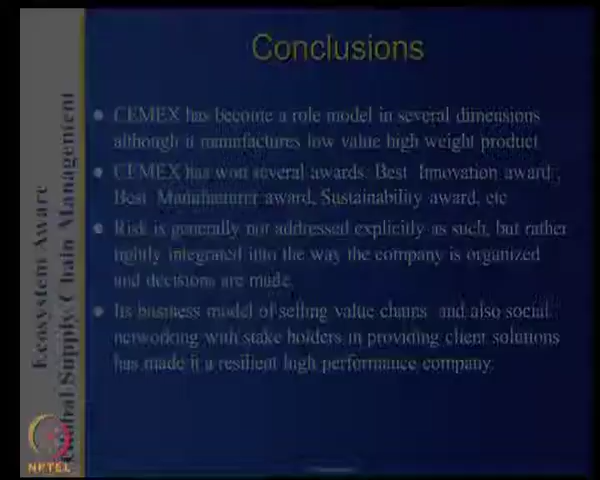 Conclusions
CEMEX has become a role model in several dimensions
although it manufactures low value high weight product
CEMEX has won several awards: Best Innovation award ,
Best Manufacturer award, Sustainability award, etc
Risk is generally not addressed explicitly as such, but rather
tightly integrated into the way the company is organized
and decisions are made.
Its business model of selling value chains and also social
networking with stake holders in providing client solutions
has made it a resilient high performance company.
Ecosystem Aware
Global Supply Chain Management
NPTEL